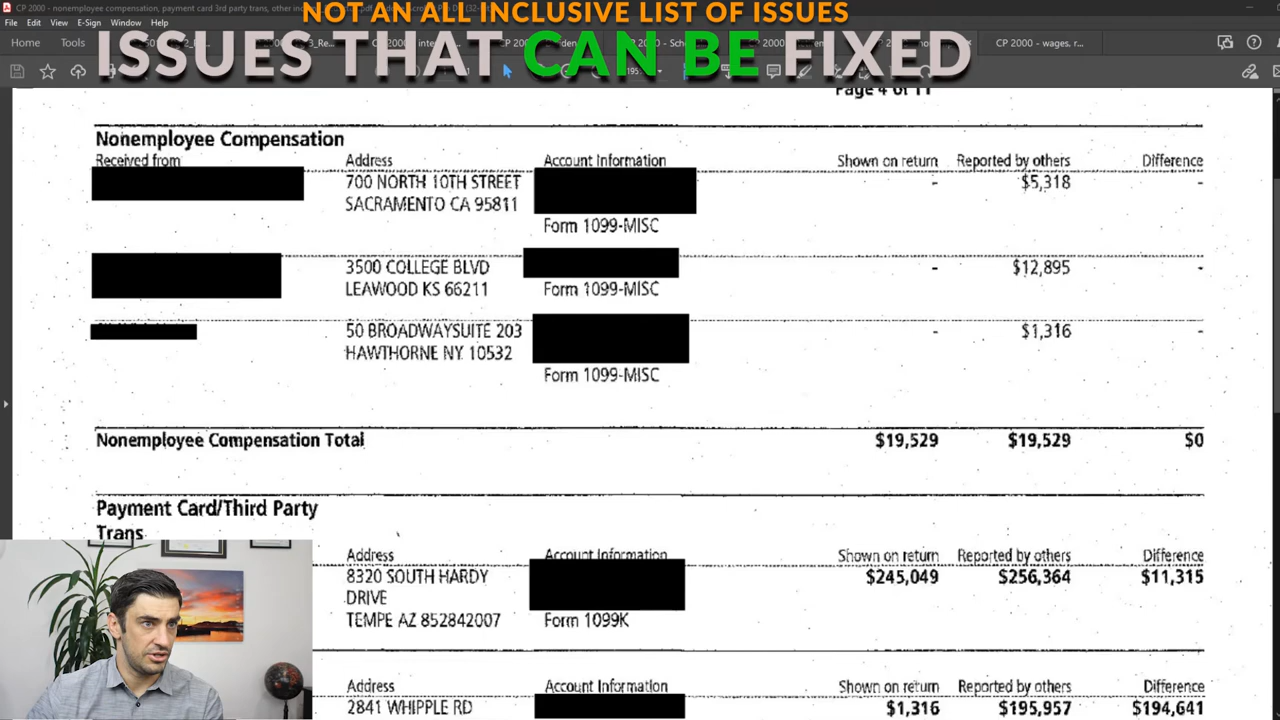 NOT AN ALL INCLUSIVE LIST OF ISSUES
ISSUES THAT CAN BE FIXED
File Edit View E-Sign Window Help
Home Tools
CP 2000 - wages, r...
Page 4 of 11
Nonemployee Compensation
Received from Address Account Information Shown on return Reported by others Difference
700 NORTH 10TH STREET - $5,318 -
SACRAMENTO CA 95811
Form 1099-MISC
3500 COLLEGE BLVD - $12,895 -
LEAWOOD KS 66211 Form 1099-MISC
50 BROADWAYSUITE 203 - $1,316 -
HAWTHORNE NY 10532
Form 1099-MISC
Nonemployee Compensation Total $19,529 $19,529 $0
Payment Card/Third Party
Trans
Address Account Information Shown on return Reported by others Difference
8320 SOUTH HARDY $245,049 $256,364 $11,315
DRIVE
TEMPE AZ 852842007 Form 1099K
Address Account Information Shown on return Reported by others Difference
2841 WHIPPLE RD $1,316 $195,957 $194,641